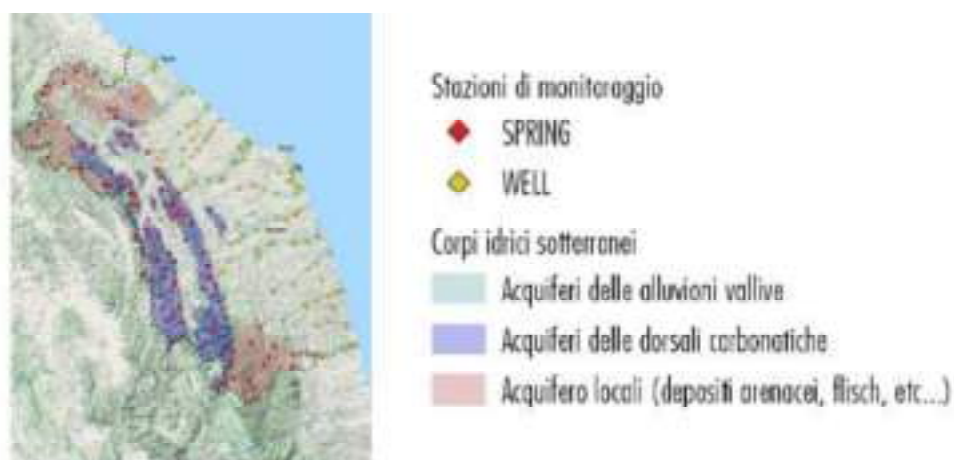 Stazioni di monitoraggio
SPRING
WELL
Corpi idrici sotterranei
Acquiferi delle alluvioni vallive
Acquiferi delle dorsali carbonatiche
Acquifero locali (depositi arenacei, flisch, etc...)